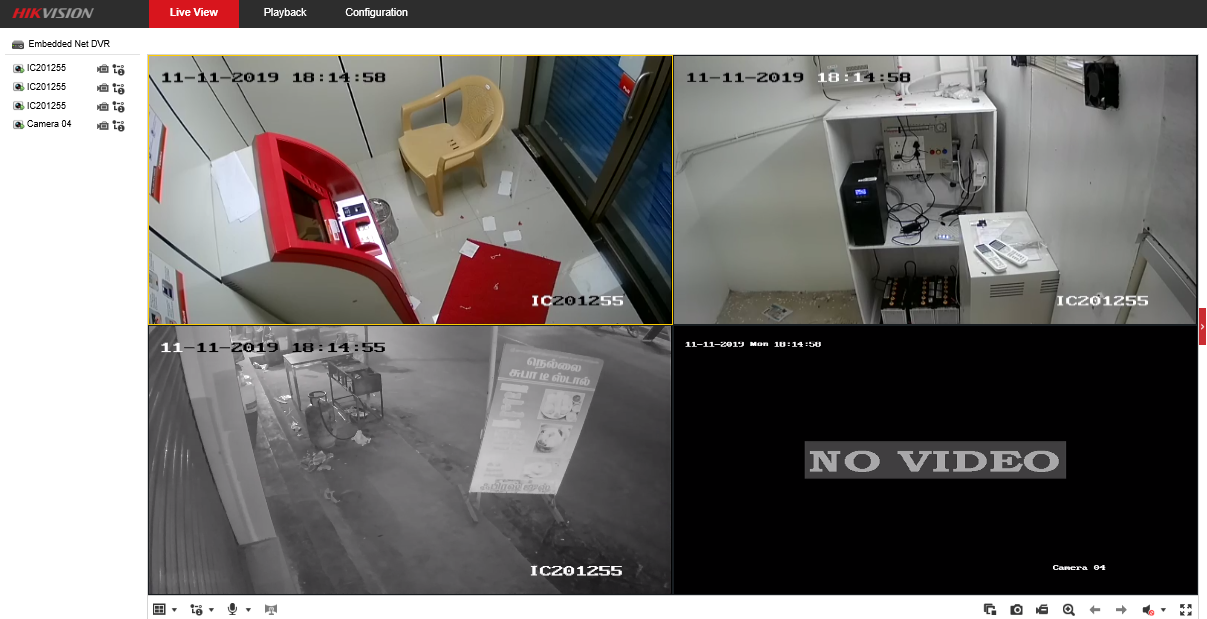 HIKVISION
Live View
Playback
Configuration
Embedded Net DVR
IC201255
IC201255
IC201255
Camera 04
11-11-2019 18:14:58
IC201255
11-11-2019 18:14:58
IC201255
11-11-2019 18:14:55
நெல்லை
சுபா டீ ஸ்டால்
IC201255
11-11-2019 Mon 18:14:58
NO VIDEO
Camera 04